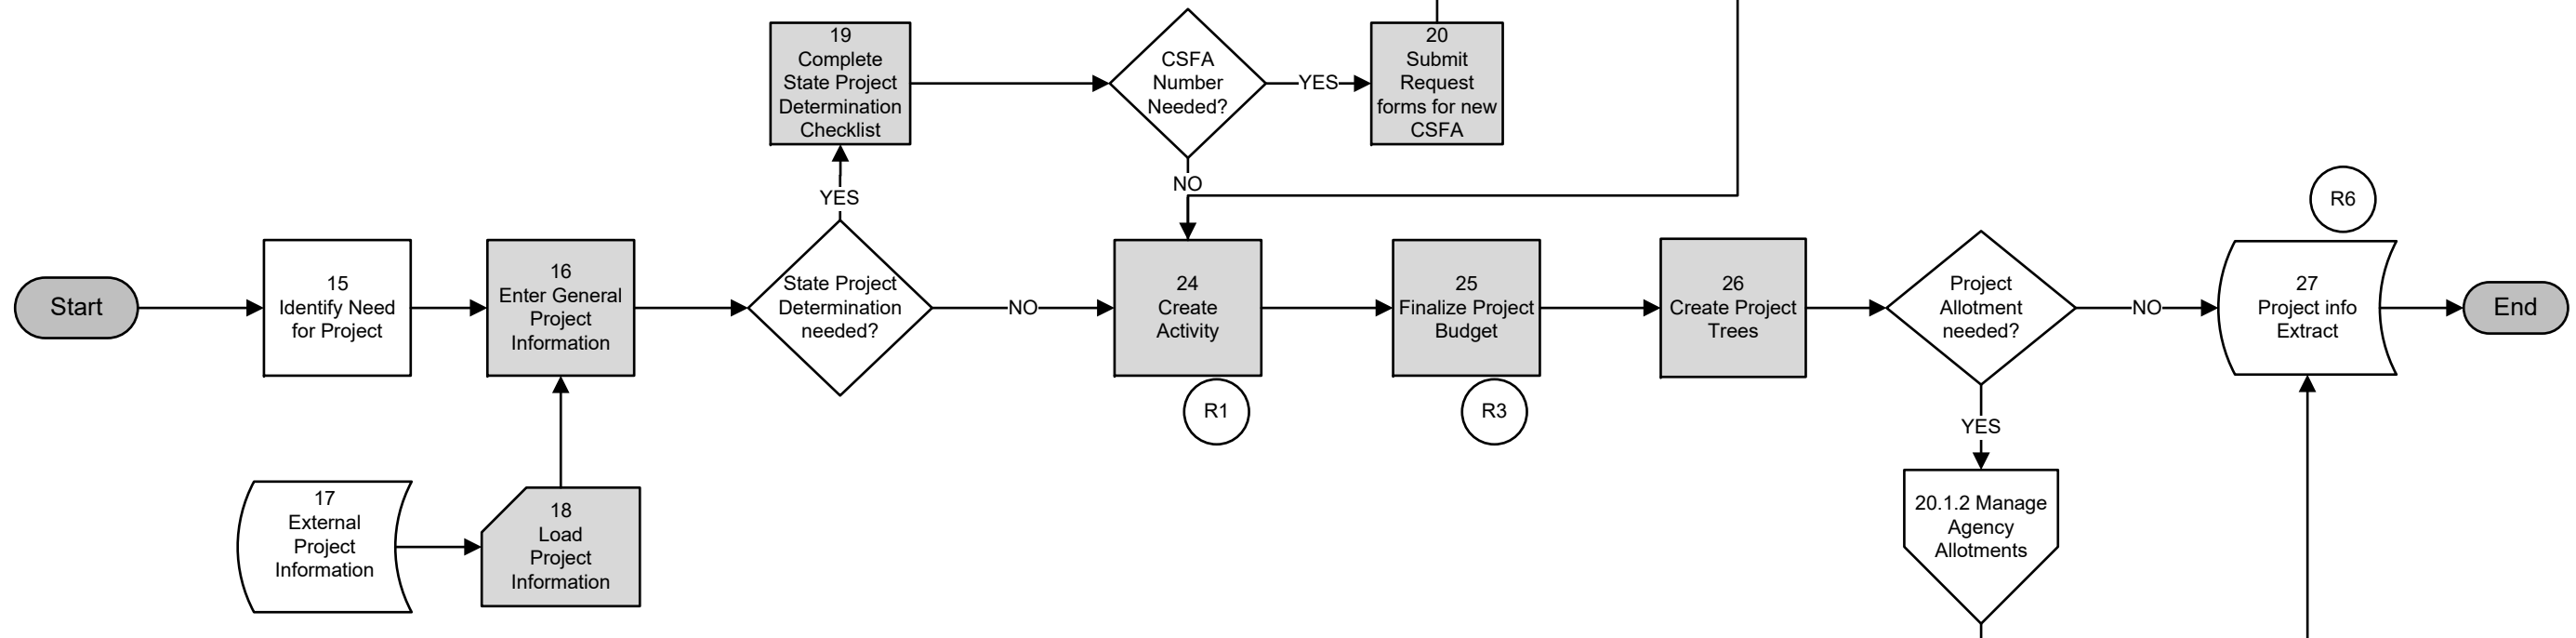 19
Complete
State Project
Determination
Checklist
CSFA
Number
Needed?
YES
20
Submit
Request
forms for new
CSFA
YES
NO
R6
Start
15
Identify Need
for Project
16
Enter General
Project
Information
State Project
Determination
needed?
NO
24
Create
Activity
25
Finalize Project
Budget
26
Create Project
Trees
Project
Allotment
needed?
NO
27
Project info
Extract
End
R1
R3
YES
17
External
Project
Information
18
Load
Project
Information
20.1.2 Manage
Agency
Allotments